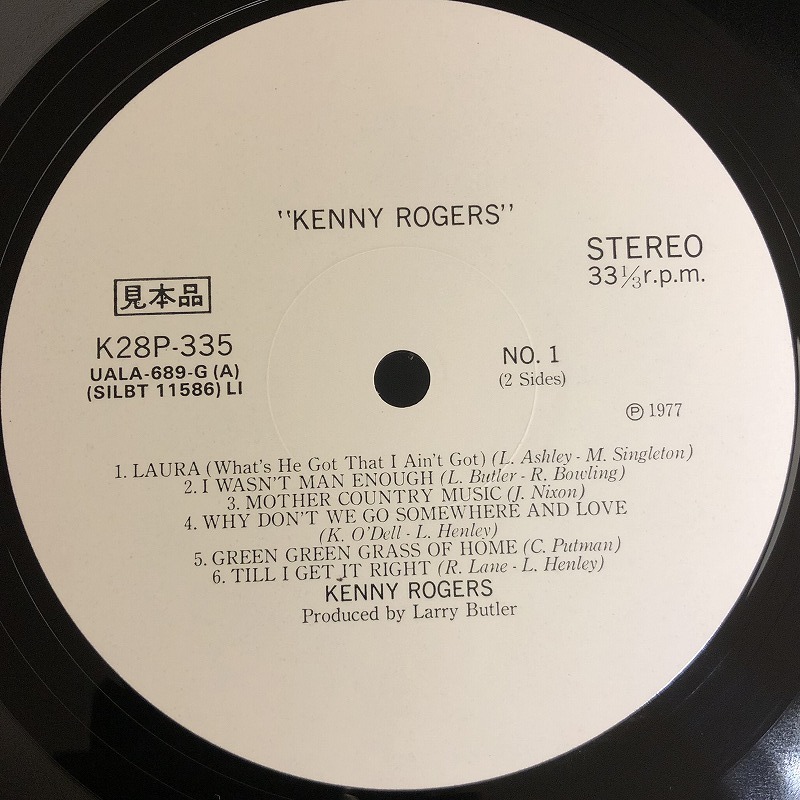 "KENNY ROGERS"
STEREO
33⅓r.p.m.
見本品
K28P-335
UALA-689-G (A)
(SILBT 11586) LI
NO. 1
(2 Sides)
Ⓟ 1977
1. LAURA (What's He Got That I Ain't Got) (L. Ashley - M. Singleton)
2. I WASN'T MAN ENOUGH (L. Butler - R. Bowling)
3. MOTHER COUNTRY MUSIC (J. Nixon)
4. WHY DON'T WE GO SOMEWHERE AND LOVE
(K. O'Dell - L. Henley)
5. GREEN GREEN GRASS OF HOME (C. Putman)
6. TILL I GET IT RIGHT (R. Lane - L. Henley)
KENNY ROGERS
Produced by Larry Butler